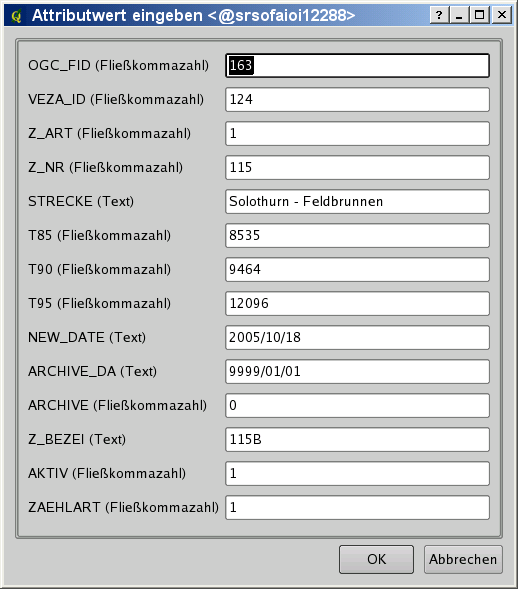 Attributwert eingeben <@srsofaioi12288>
OGC_FID (Fließkommazahl) 163
VEZA_ID (Fließkommazahl) 124
Z_ART (Fließkommazahl) 1
Z_NR (Fließkommazahl) 115
STRECKE (Text) Solothurn - Feldbrunnen
T85 (Fließkommazahl) 8535
T90 (Fließkommazahl) 9464
T95 (Fließkommazahl) 12096
NEW_DATE (Text) 2005/10/18
ARCHIVE_DA (Text) 9999/01/01
ARCHIVE (Fließkommazahl) 0
Z_BEZEI (Text) 115B
AKTIV (Fließkommazahl) 1
ZAEHLART (Fließkommazahl) 1
OK Abbrechen